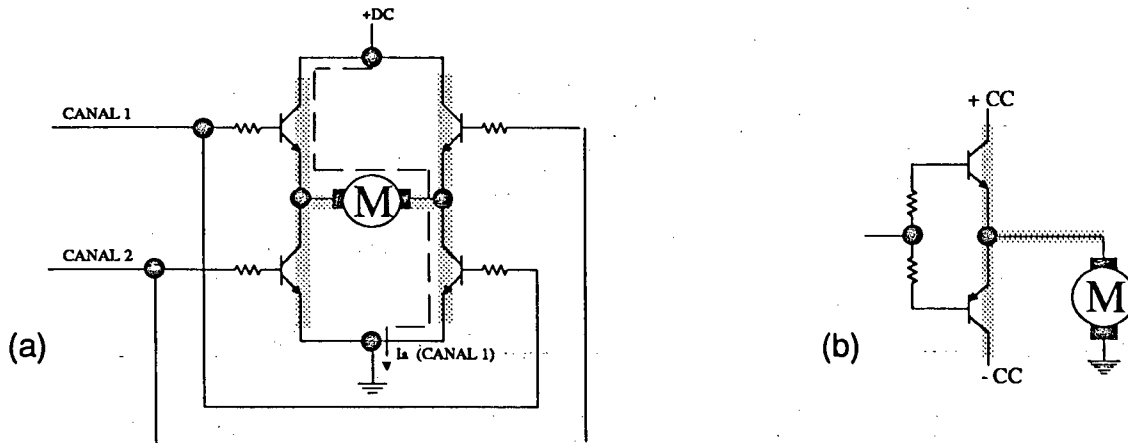 +DC
CANAL 1
M
CANAL 2
(a)
Ia (CANAL 1)
+ CC
M
(b)
- CC